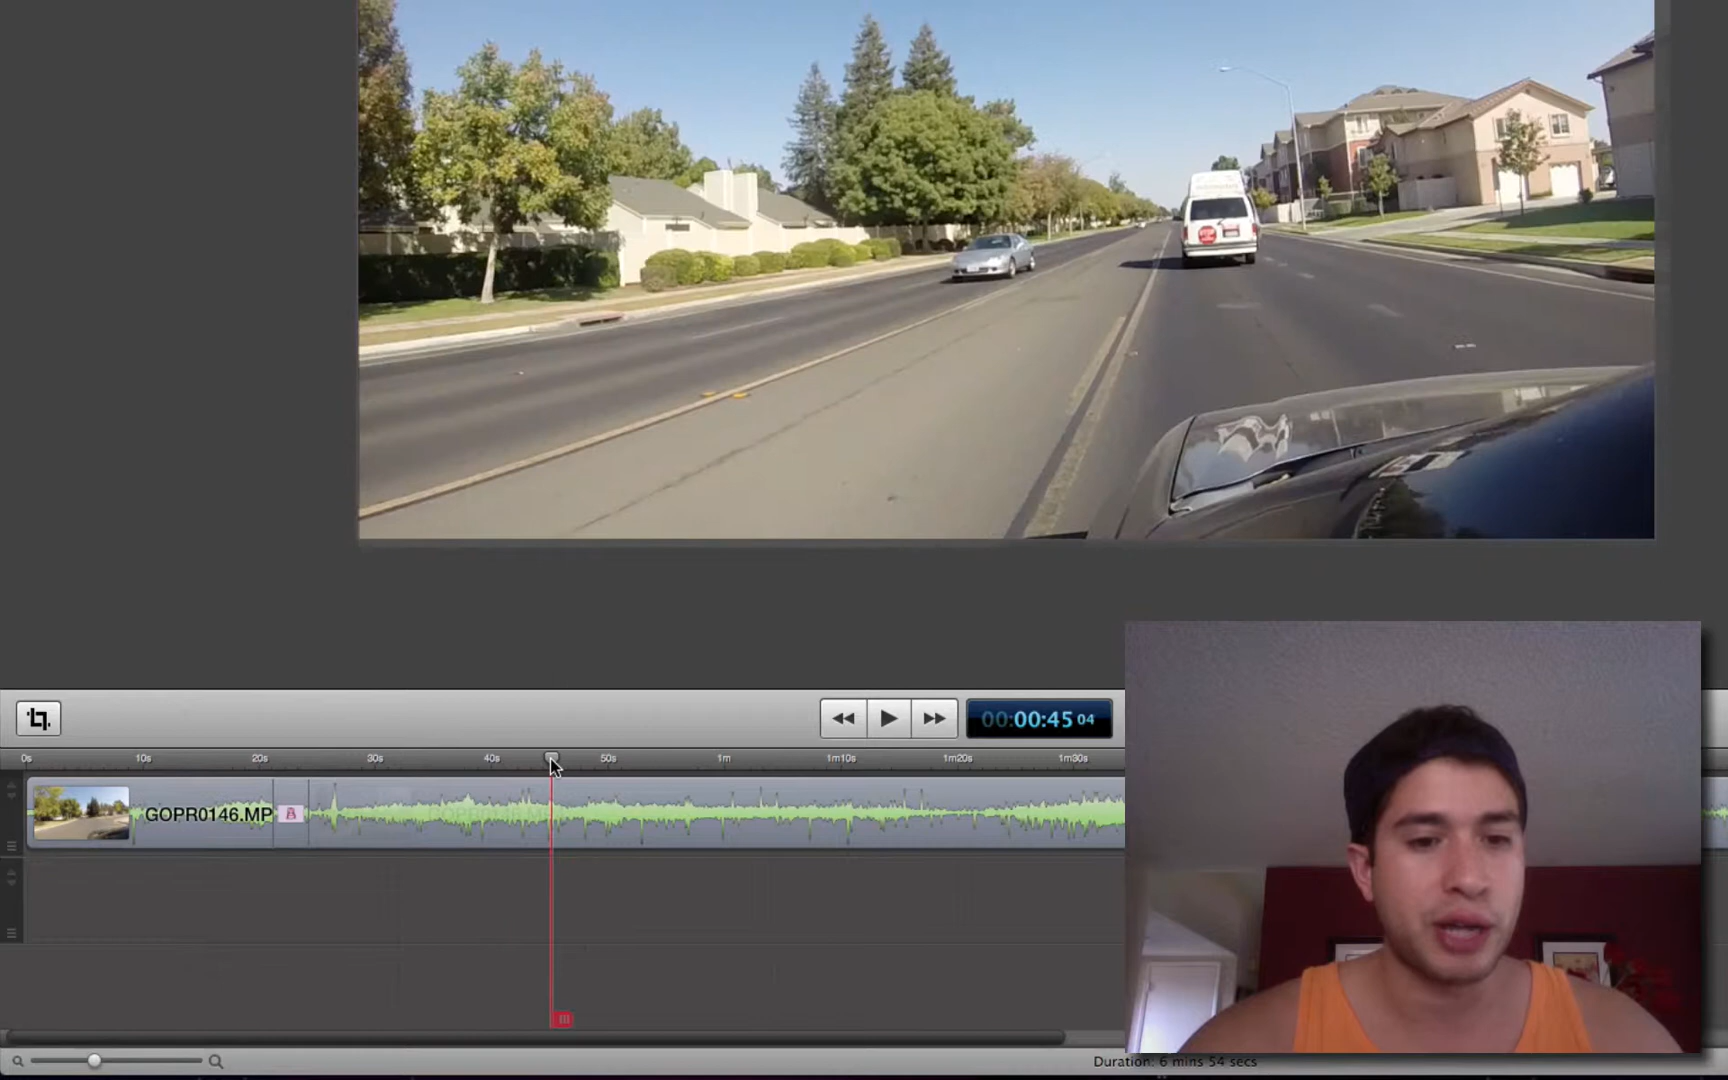 STOP
00:00:45 04
0s 10s 20s 30s 40s 50s 1m 1m10s 1m20s 1m30s
GOPR0146.MP
Duration: 6 mins 54 secs